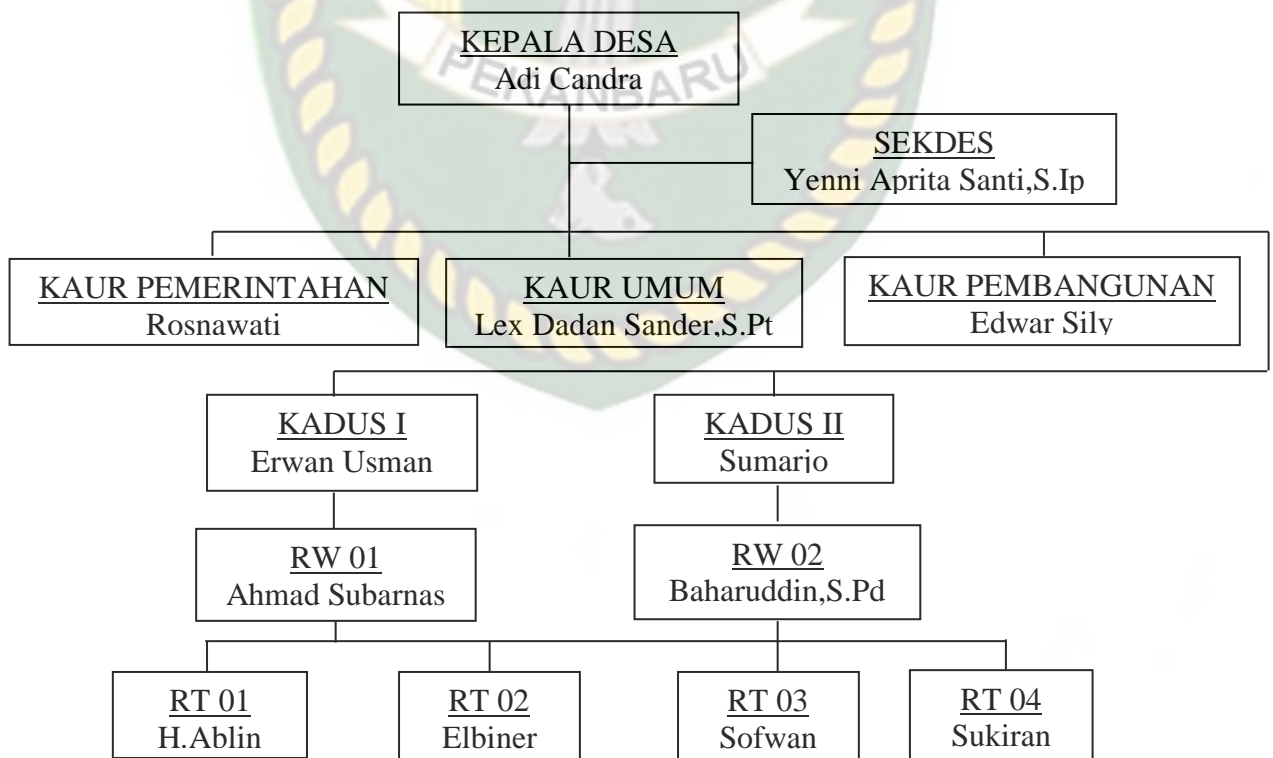 KEPALA DESA
Adi Candra
PEKANBARU
SEKDES
Yenni Aprita Santi,S.Ip
KAUR PEMERINTAHAN
Rosnawati
KAUR UMUM
Lex Dadan Sander,S.Pt
KAUR PEMBANGUNAN
Edwar Sily
KADUS I
Erwan Usman
KADUS II
Sumarjo
RW 01
Ahmad Subarnas
RW 02
Baharuddin,S.Pd
RT 01
H.Ablin
RT 02
Elbiner
RT 03
Sofwan
RT 04
Sukiran